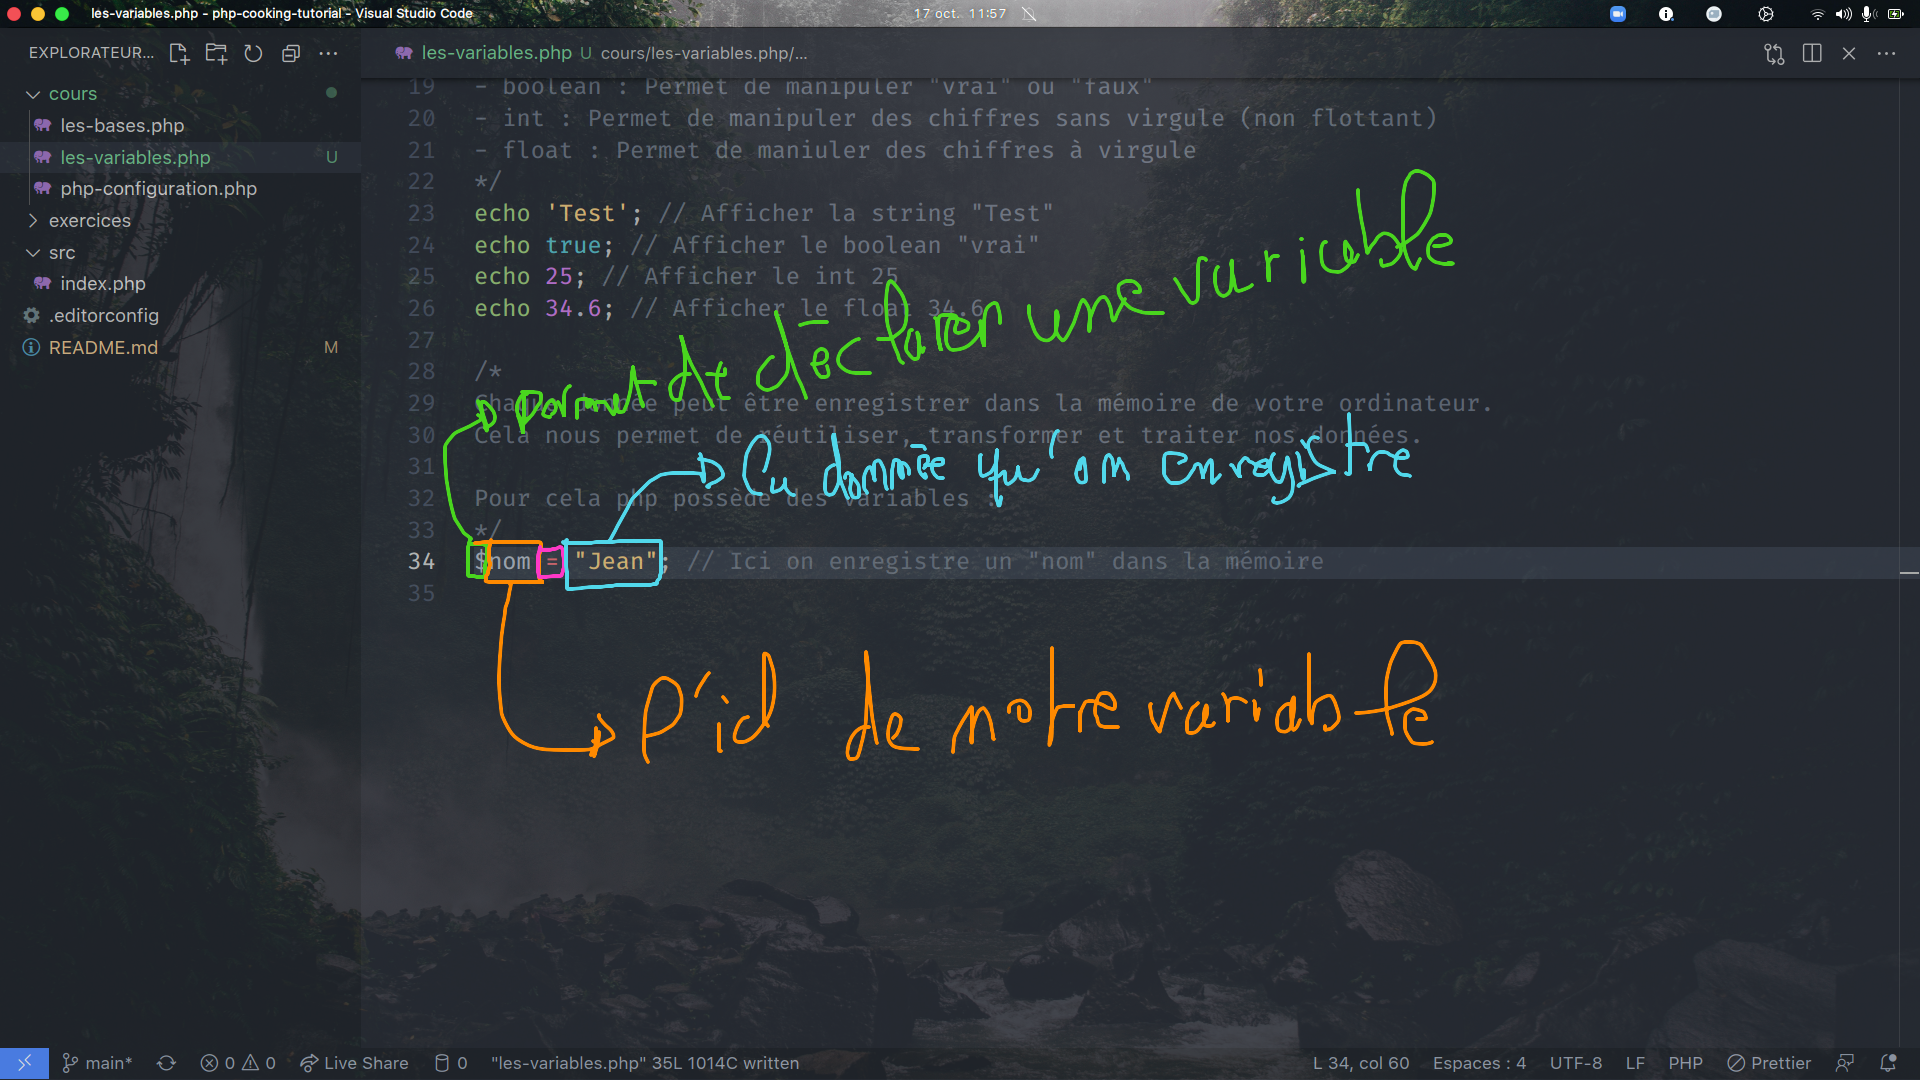 les-variables.php - php-cooking-tutorial - Visual Studio Code
17 oct. 11:57
EXPLORATEUR...
les-variables.php U cours/les-variables.php/...
cours
les-bases.php
les-variables.php U
php-configuration.php
exercices
src
index.php
.editorconfig
README.md M
19 - boolean : Permet de manipuler "vrai" ou "faux"
20 - int : Permet de manipuler des chiffres sans virgule (non flottant)
21 - float : Permet de maniuler des chiffres à virgule
22 */
23 echo 'Test'; // Afficher la string "Test"
24 echo true; // Afficher le boolean "vrai"
25 echo 25; // Afficher le int 25
26 echo 34.6; // Afficher le float 34.6
27
28 /*
permet de déclarer une variable
29 Chaque donnée peut être enregistrer dans la mémoire de votre ordinateur.
30 Cela nous permet de réutiliser, transformer et traiter nos données.
31
La donnée qu'on enregistre
32 Pour cela php possède des variables :
33 */
34 $nom = "Jean"; // Ici on enregistre un "nom" dans la mémoire
35
l'id de notre variable
main* 0 0 Live Share 0 "les-variables.php" 35L 1014C written
L 34, col 60 Espaces : 4 UTF-8 LF PHP Prettier